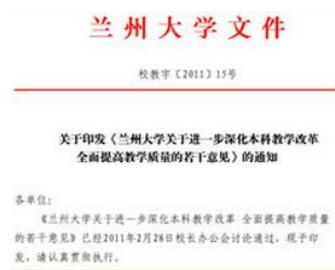 兰州大学文件
校教字〔2011〕15号
关于印发《兰州大学关于进一步深化本科教学改革
全面提高教学质量的若干意见》的通知
各单位:
《兰州大学关于进一步深化本科教学改革 全面提高教学质量
的若干意见》已经2011年2月28日校长办公会讨论通过,现予印
发,请认真贯彻执行。